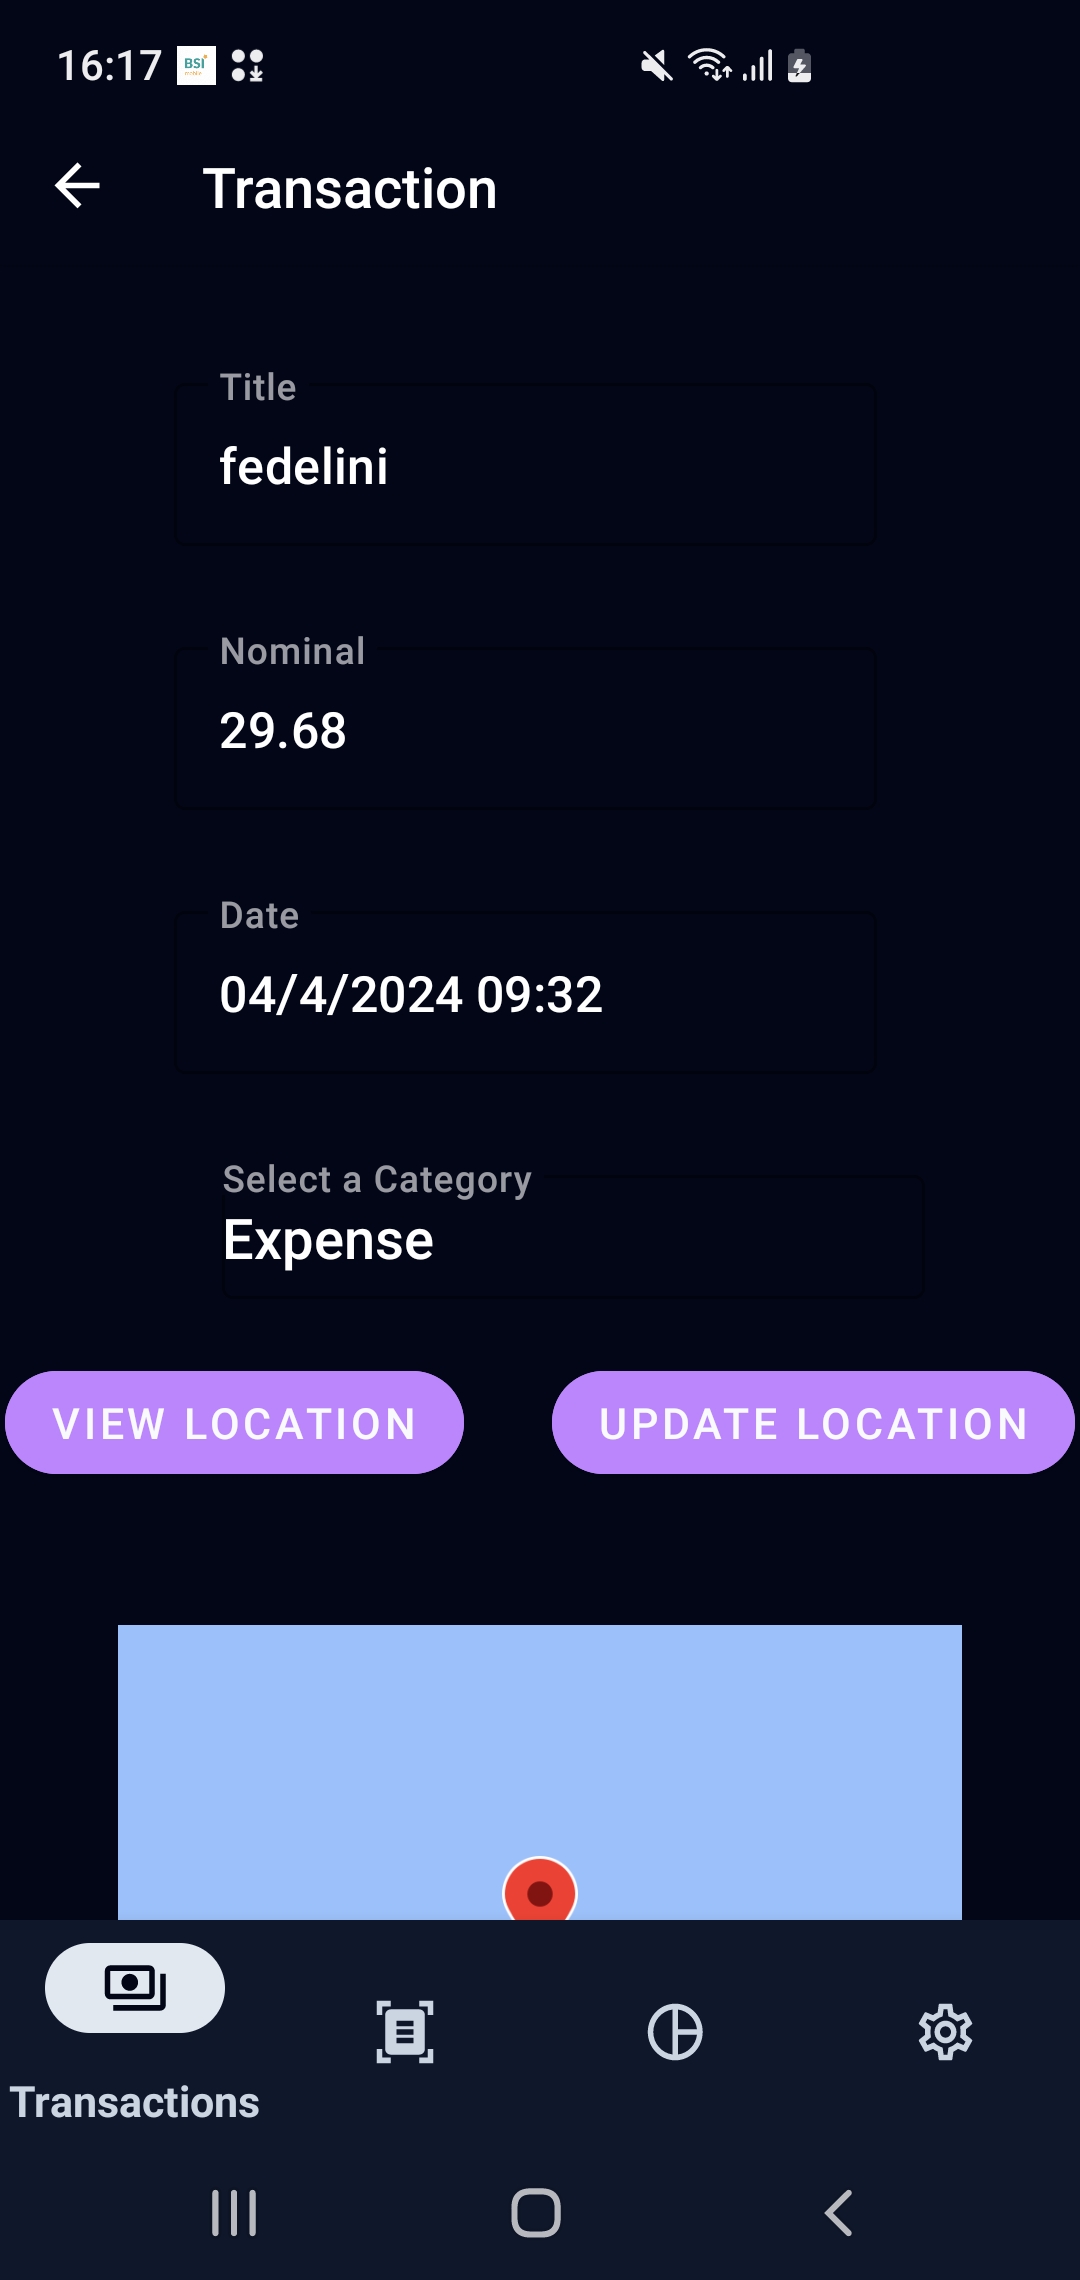 16:17 BSI
mobile
Transaction
Title
fedelini
Nominal
29.68
Date
04/4/2024 09:32
Select a Category
Expense
VIEW LOCATION UPDATE LOCATION
Transactions